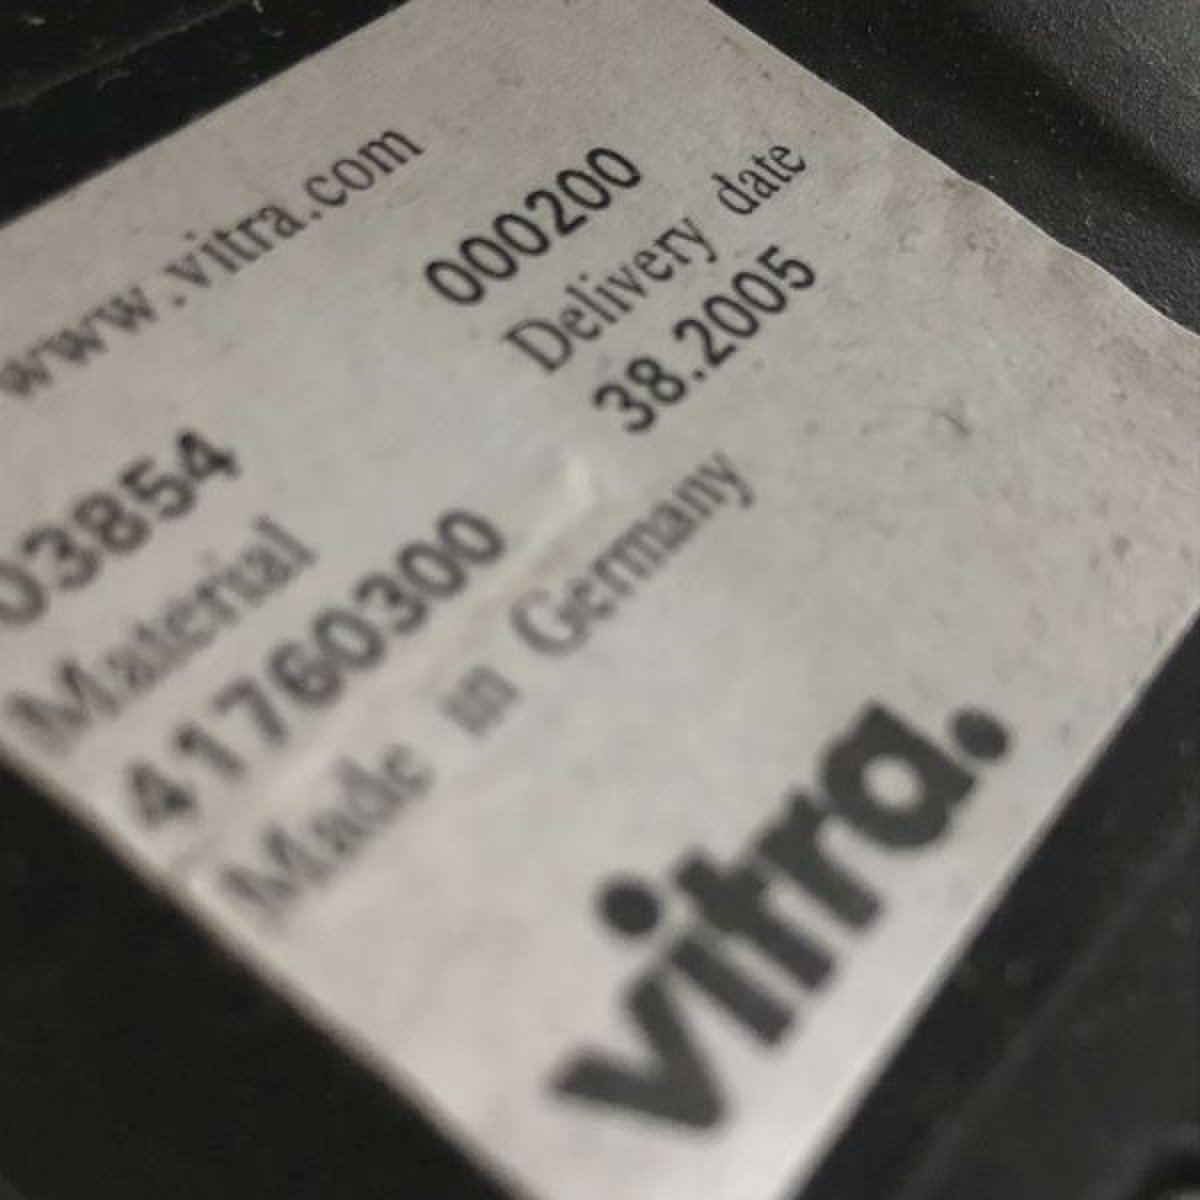 www.vitra.com
03854
000200
Material
Delivery date
41760300
38.2005
Made in Germany
vitra.